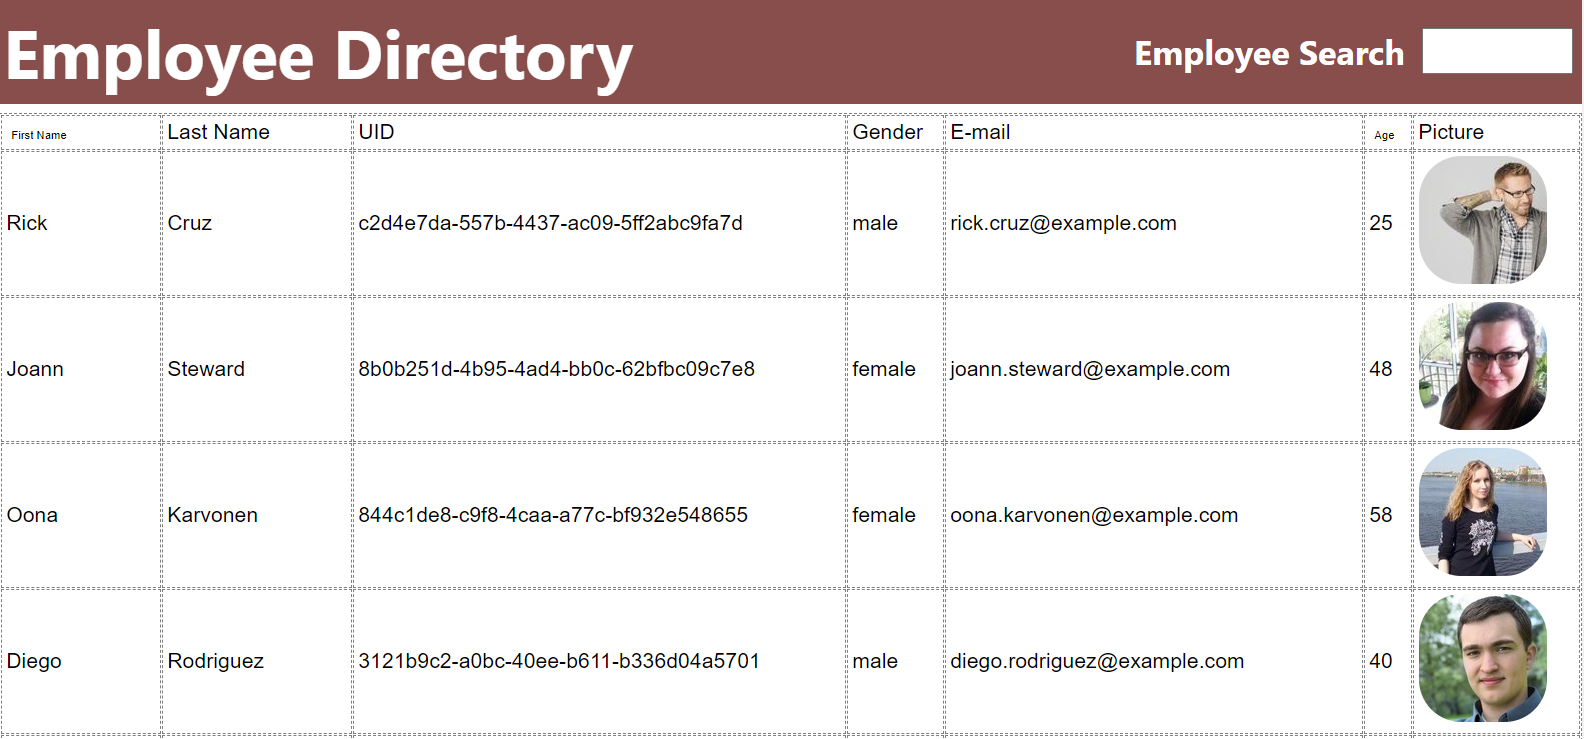 Employee Directory Employee Search
First Name Last Name UID Gender E-mail Age Picture
Rick Cruz c2d4e7da-557b-4437-ac09-5ff2abc9fa7d male rick.cruz@example.com 25
Joann Steward 8b0b251d-4b95-4ad4-bb0c-62bfbc09c7e8 female joann.steward@example.com 48
Oona Karvonen 844c1de8-c9f8-4caa-a77c-bf932e548655 female oona.karvonen@example.com 58
Diego Rodriguez 3121b9c2-a0bc-40ee-b611-b336d04a5701 male diego.rodriguez@example.com 40